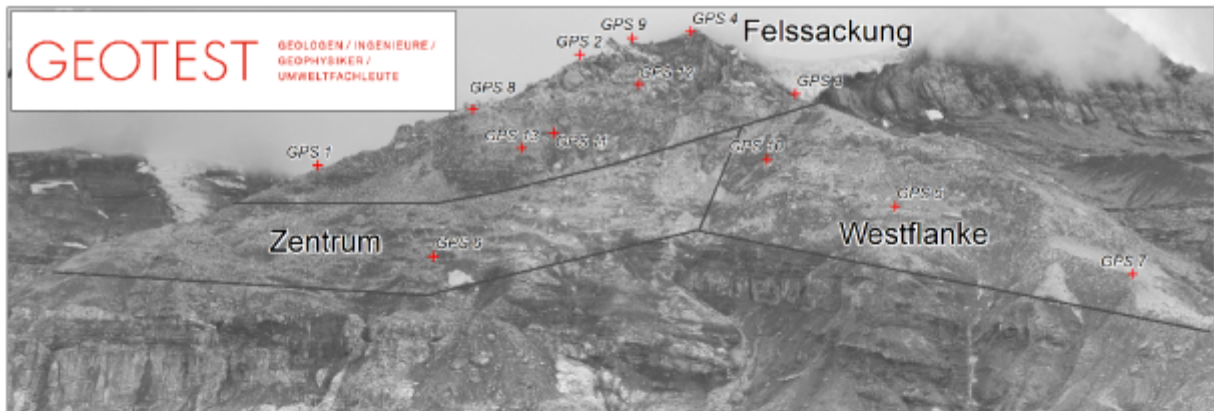 GEOTEST
GEOLOGEN / INGENIEURE /
GEOPHYSIKER /
UMWELTFACHLEUTE
GPS 4
GPS 9
Felssackung
GPS 2
GPS 12
GPS 3
GPS 8
GPS 13
GPS 11
GPS 10
GPS 1
GPS 5
Westflanke
Zentrum
GPS 6
GPS 7